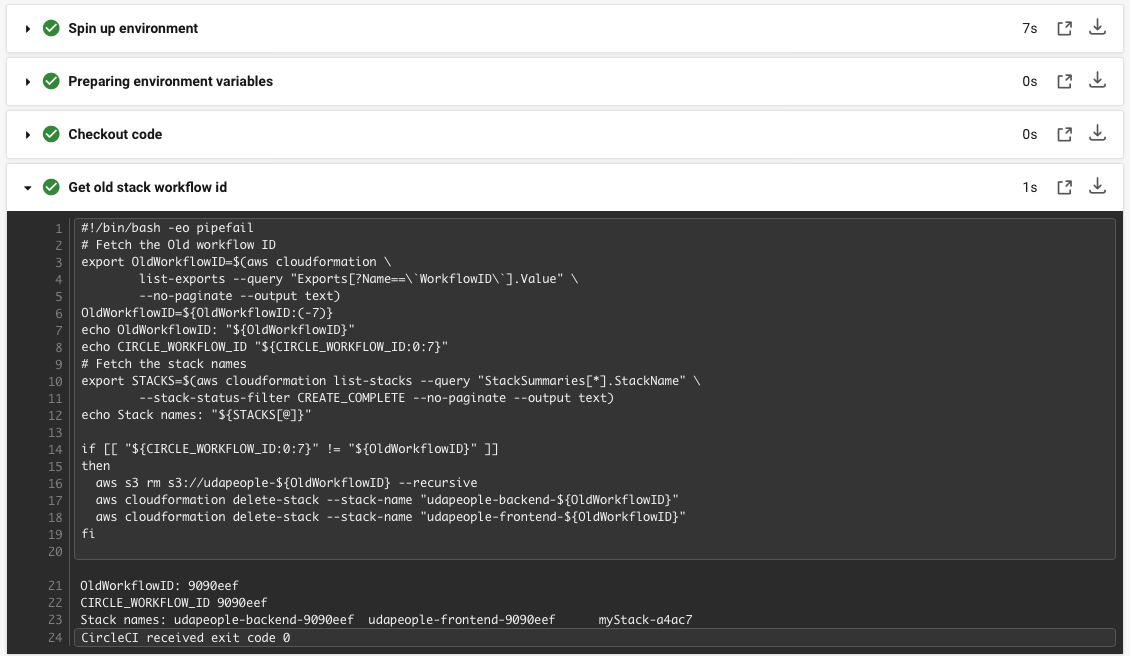 Spin up environment 7s
Preparing environment variables 0s
Checkout code 0s
Get old stack workflow id 1s
1 #!/bin/bash -eo pipefail
2 # Fetch the Old workflow ID
3 export OldWorkflowID=$(aws cloudformation \
4         list-exports --query "Exports[?Name==\`WorkflowID\`].Value" \
5         --no-paginate --output text)
6 OldWorkflowID=${OldWorkflowID:(-7)}
7 echo OldWorkflowID: "${OldWorkflowID}"
8 echo CIRCLE_WORKFLOW_ID "${CIRCLE_WORKFLOW_ID:0:7}"
9 # Fetch the stack names
10 export STACKS=$(aws cloudformation list-stacks --query "StackSummaries[*].StackName" \
11         --stack-status-filter CREATE_COMPLETE --no-paginate --output text)
12 echo Stack names: "${STACKS[@]}"
13
14 if [[ "${CIRCLE_WORKFLOW_ID:0:7}" != "${OldWorkflowID}" ]]
15 then
16   aws s3 rm s3://udapeople-${OldWorkflowID} --recursive
17   aws cloudformation delete-stack --stack-name "udapeople-backend-${OldWorkflowID}"
18   aws cloudformation delete-stack --stack-name "udapeople-frontend-${OldWorkflowID}"
19 fi
20
21 OldWorkflowID: 9090eef
22 CIRCLE_WORKFLOW_ID 9090eef
23 Stack names: udapeople-backend-9090eef  udapeople-frontend-9090eef      myStack-a4ac7
24 CircleCI received exit code 0